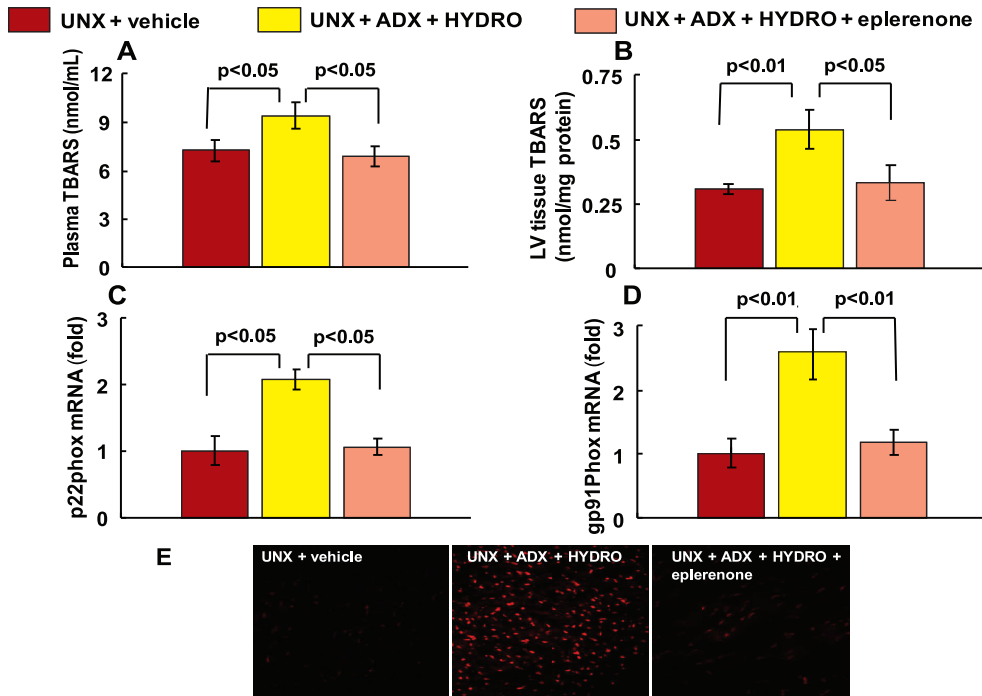 UNX + vehicle
UNX + ADX + HYDRO
UNX + ADX + HYDRO + eplerenone
A
Plasma TBARS (nmol/mL)
12
9
6
3
0
p<0.05
p<0.05
B
LV tissue TBARS
(nmol/mg protein)
0.75
0.5
0.25
0
p<0.01
p<0.05
C
p22phox mRNA (fold)
3
2
1
0
p<0.05
p<0.05
D
gp91Phox mRNA (fold)
3
2
1
0
p<0.01
p<0.01
E
UNX + vehicle
UNX + ADX + HYDRO
UNX + ADX + HYDRO +
eplerenone